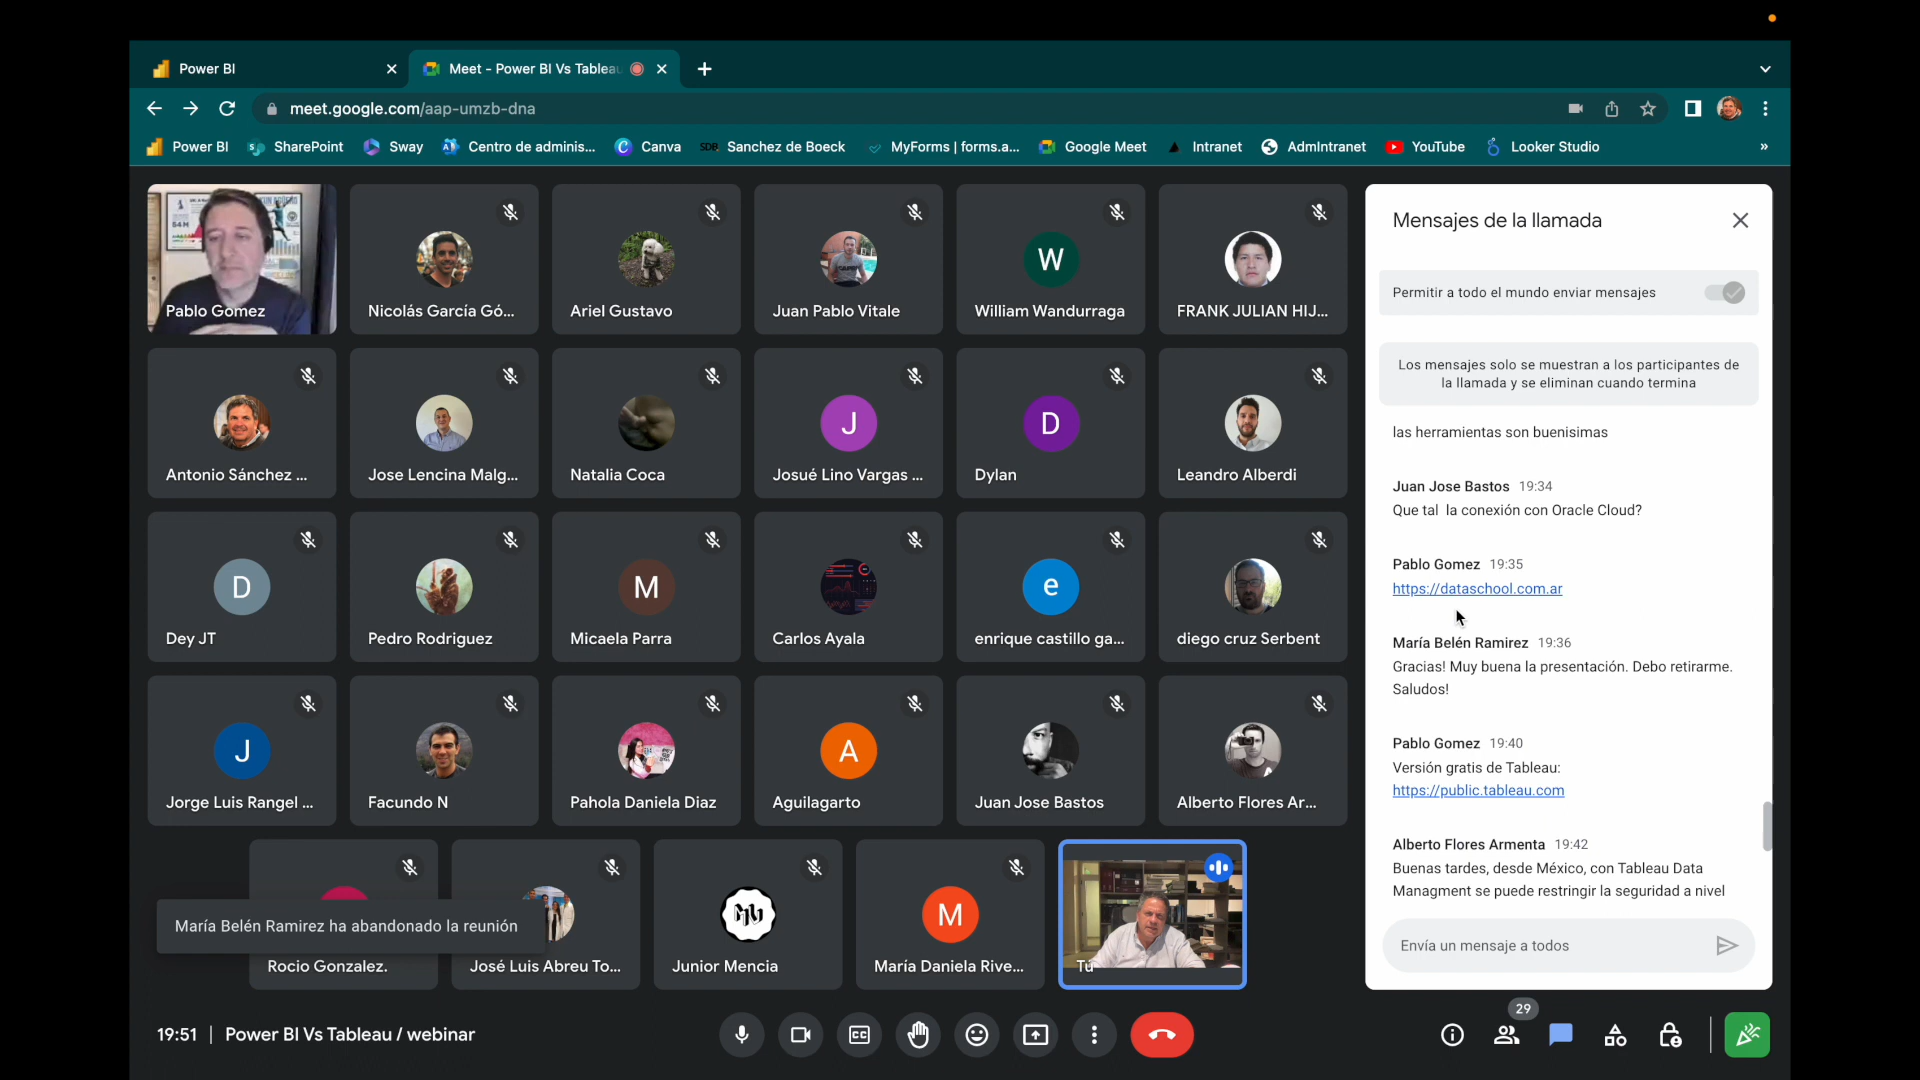 Power BI
Meet - Power BI Vs Tableau
meet.google.com/aap-umzb-dna
Power BI
SharePoint
Sway
Centro de adminis...
Canva
SDB
Sanchez de Boeck
MyForms | forms.a...
Google Meet
Intranet
AdmIntranet
YouTube
Looker Studio
»
54 M
Pablo Gomez
Nicolás García Gó...
Ariel Gustavo
Juan Pablo Vitale
W
William Wandurraga
FRANK JULIAN HIJ...
Antonio Sánchez ...
Jose Lencina Malg...
Natalia Coca
J
Josué Lino Vargas ...
D
Dylan
Leandro Alberdi
D
Dey JT
Pedro Rodriguez
M
Micaela Parra
Carlos Ayala
e
enrique castillo ga...
diego cruz Serbent
J
Jorge Luis Rangel ...
Facundo N
Pahola Daniela Diaz
A
Aguilagarto
Juan Jose Bastos
Alberto Flores Ar...
María Belén Ramirez ha abandonado la reunión
Rocio Gonzalez.
José Luis Abreu To...
Junior Mencia
M
María Daniela Rive...
Tú
Mensajes de la llamada
Permitir a todo el mundo enviar mensajes
Los mensajes solo se muestran a los participantes de
la llamada y se eliminan cuando termina
las herramientas son buenisimas
Juan Jose Bastos 19:34
Que tal la conexión con Oracle Cloud?
Pablo Gomez 19:35
https://dataschool.com.ar
María Belén Ramirez 19:36
Gracias! Muy buena la presentación. Debo retirarme.
Saludos!
Pablo Gomez 19:40
Versión gratis de Tableau:
https://public.tableau.com
Alberto Flores Armenta 19:42
Buenas tardes, desde México, con Tableau Data
Managment se puede restringir la seguridad a nivel
Envía un mensaje a todos
19:51 | Power BI Vs Tableau / webinar
CC
29